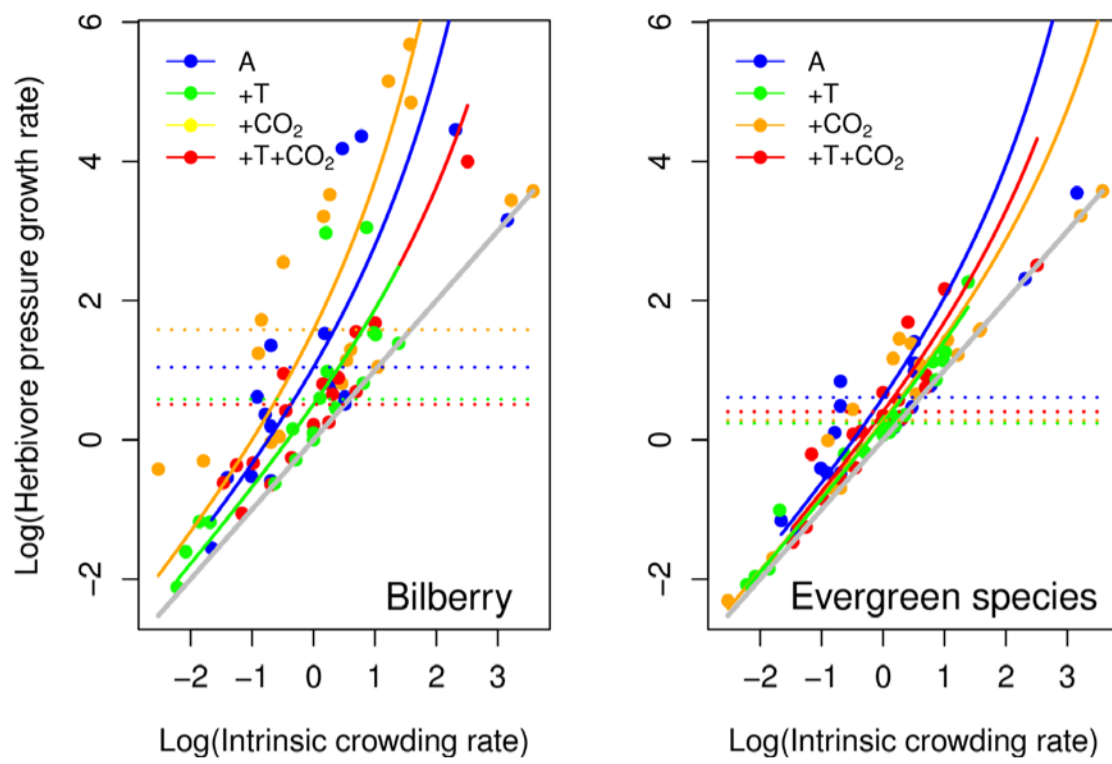 Log(Herbivore pressure growth rate)
6
4
2
0
−2
A
+T
+CO₂
+T+CO₂
Bilberry
−2 −1 0 1 2 3
Log(Intrinsic crowding rate)
6
4
2
0
−2
A
+T
+CO₂
+T+CO₂
Evergreen species
−2 −1 0 1 2 3
Log(Intrinsic crowding rate)